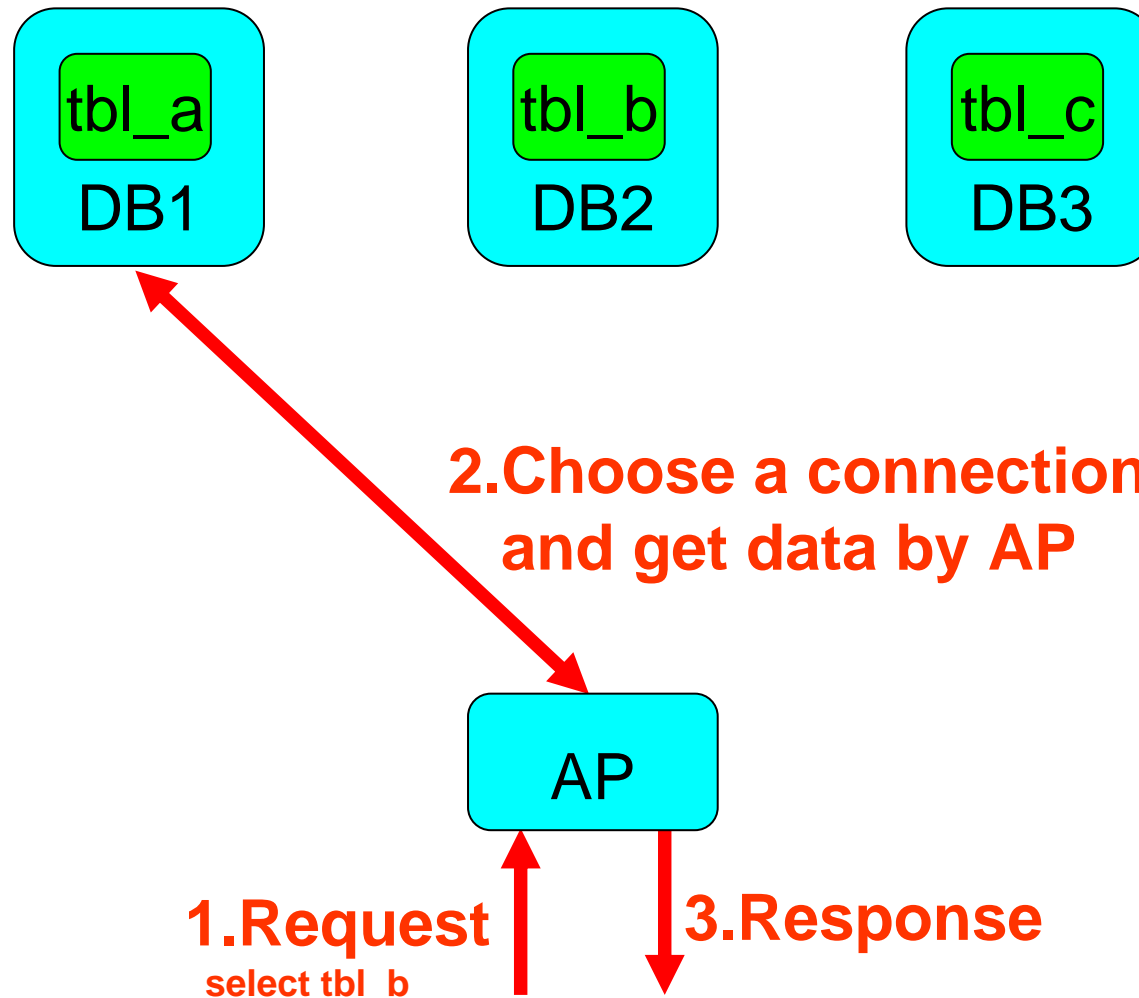 tbl_a
DB1
tbl_b
DB2
tbl_c
DB3
2.Choose a connection
and get data by AP
AP
1.Request
select tbl_b
3.Response